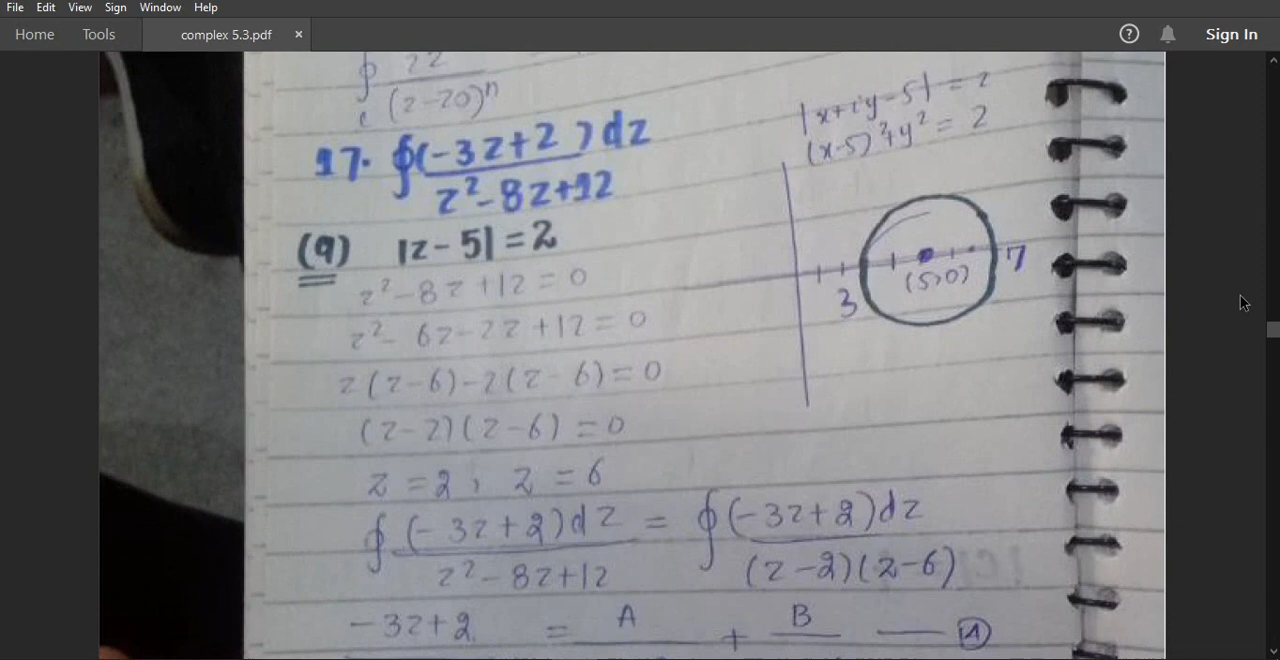 File Edit View Sign Window Help
Home Tools complex 5.3.pdf × ? Sign In
∮c (z-z0)^n
17. ∮ (-3z+2)dz / z²-8z+12
|x+iy-5| = 2
(x-5)²+y² = 2
(9) |z-5| = 2
3 (5,0) 7
z²-8z+12 = 0
z²-6z-2z+12 = 0
z(z-6)-2(z-6) = 0
(z-2)(z-6) = 0
z = 2, z = 6
∮ (-3z+2)dz / z²-8z+12 = ∮ (-3z+2)dz / (z-2)(z-6)
-3z+2 = A + B — 1